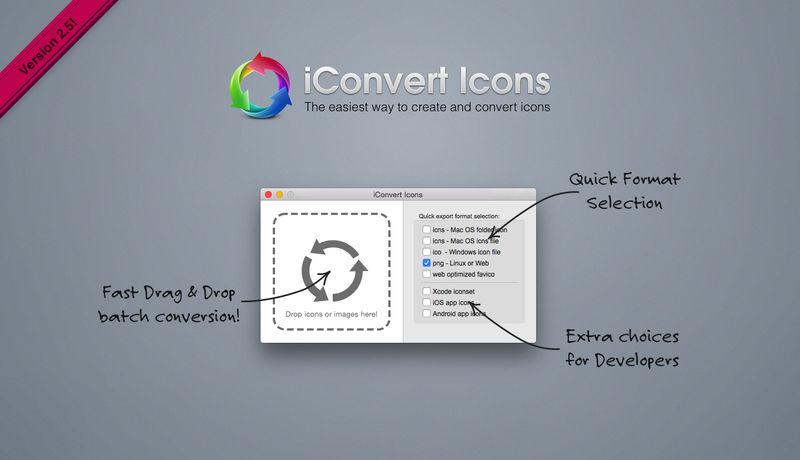 Version 2.5!
iConvert Icons
The easiest way to create and convert icons
iConvert Icons
Quick Format
Selection
Quick export format selection:
icns - Mac OS folder icon
icns - Mac OS icns file
ico - Windows icon file
png - Linux or Web
web optimized favico
Xcode iconset
iOS app icons
Android app icons
Drop icons or images here!
Fast Drag & Drop
batch conversion!
Extra choices
for Developers